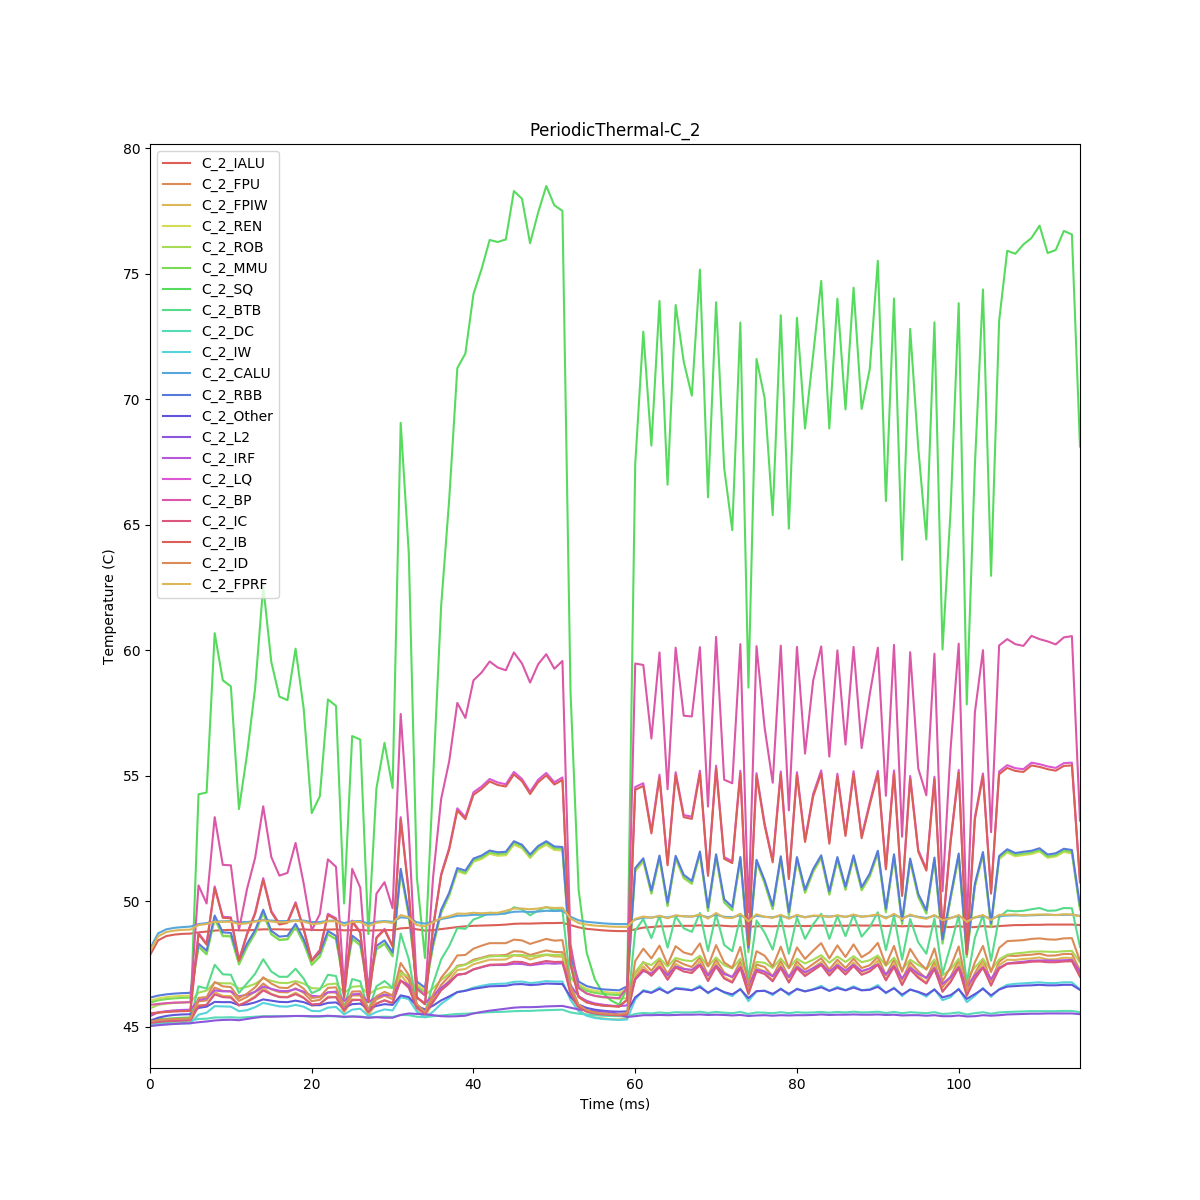 PeriodicThermal-C_2
80
75
70
65
60
55
50
45
Temperature (C)
C_2_IALU
C_2_FPU
C_2_FPIW
C_2_REN
C_2_ROB
C_2_MMU
C_2_SQ
C_2_BTB
C_2_DC
C_2_IW
C_2_CALU
C_2_RBB
C_2_Other
C_2_L2
C_2_IRF
C_2_LQ
C_2_BP
C_2_IC
C_2_IB
C_2_ID
C_2_FPRF
0 20 40 60 80 100
Time (ms)